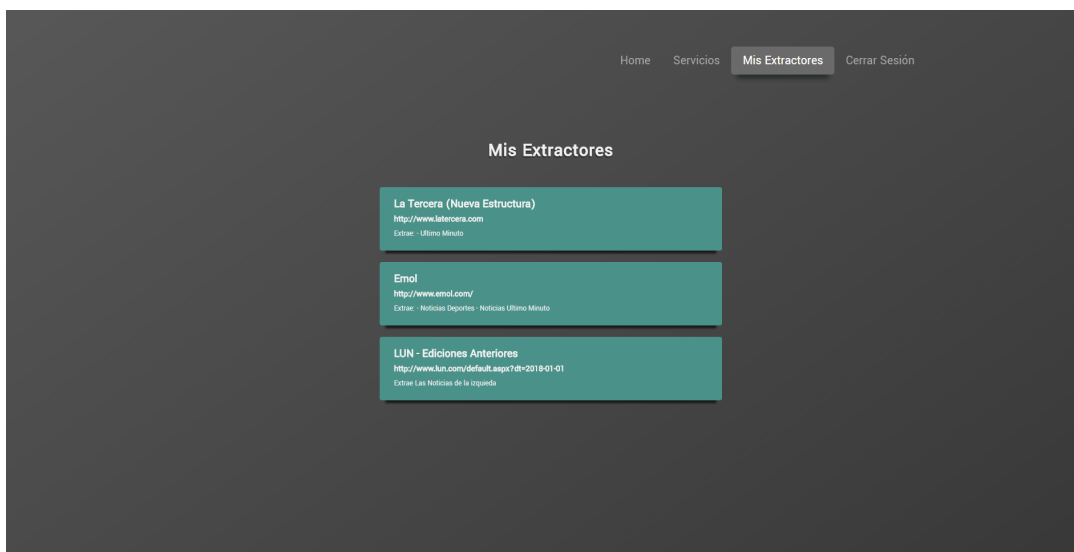 Home Servicios Mis Extractores Cerrar Sesión
Mis Extractores
La Tercera (Nueva Estructura)
http://www.latercera.com
Extrae: - Ultimo Minuto
Emol
http://www.emol.com/
Extrae: - Noticias Deportes - Noticias Ultimo Minuto
LUN - Ediciones Anteriores
http://www.lun.com/default.aspx?dt=2018-01-01
Extrae Las Noticias de la izquieda